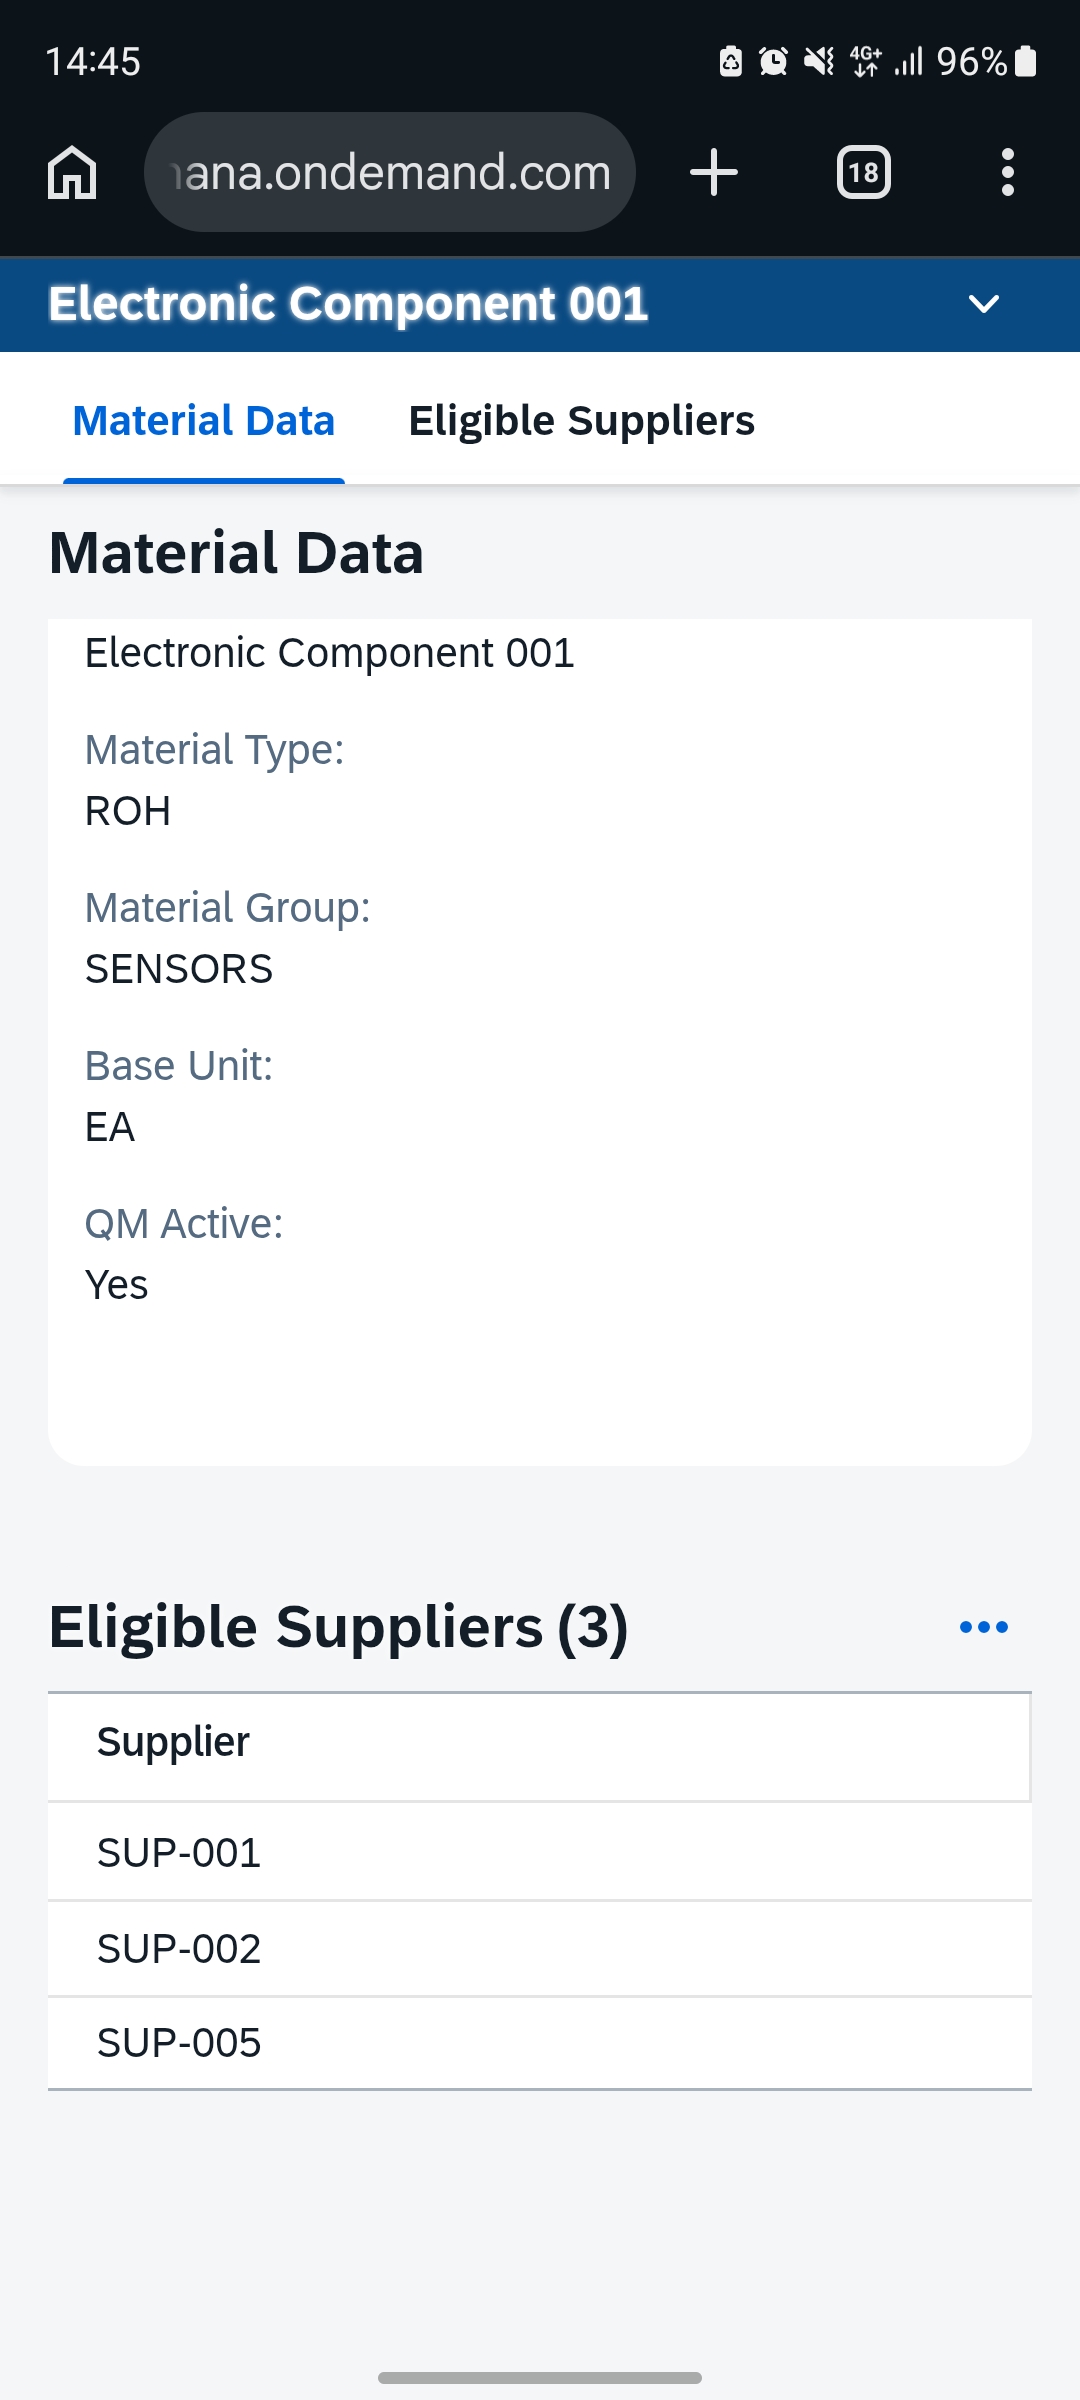 14:45
4G+
96%
ana.ondemand.com
18
Electronic Component 001
Material Data
Eligible Suppliers
Material Data
Electronic Component 001
Material Type:
ROH
Material Group:
SENSORS
Base Unit:
EA
QM Active:
Yes
Eligible Suppliers (3)
Supplier
SUP-001
SUP-002
SUP-005